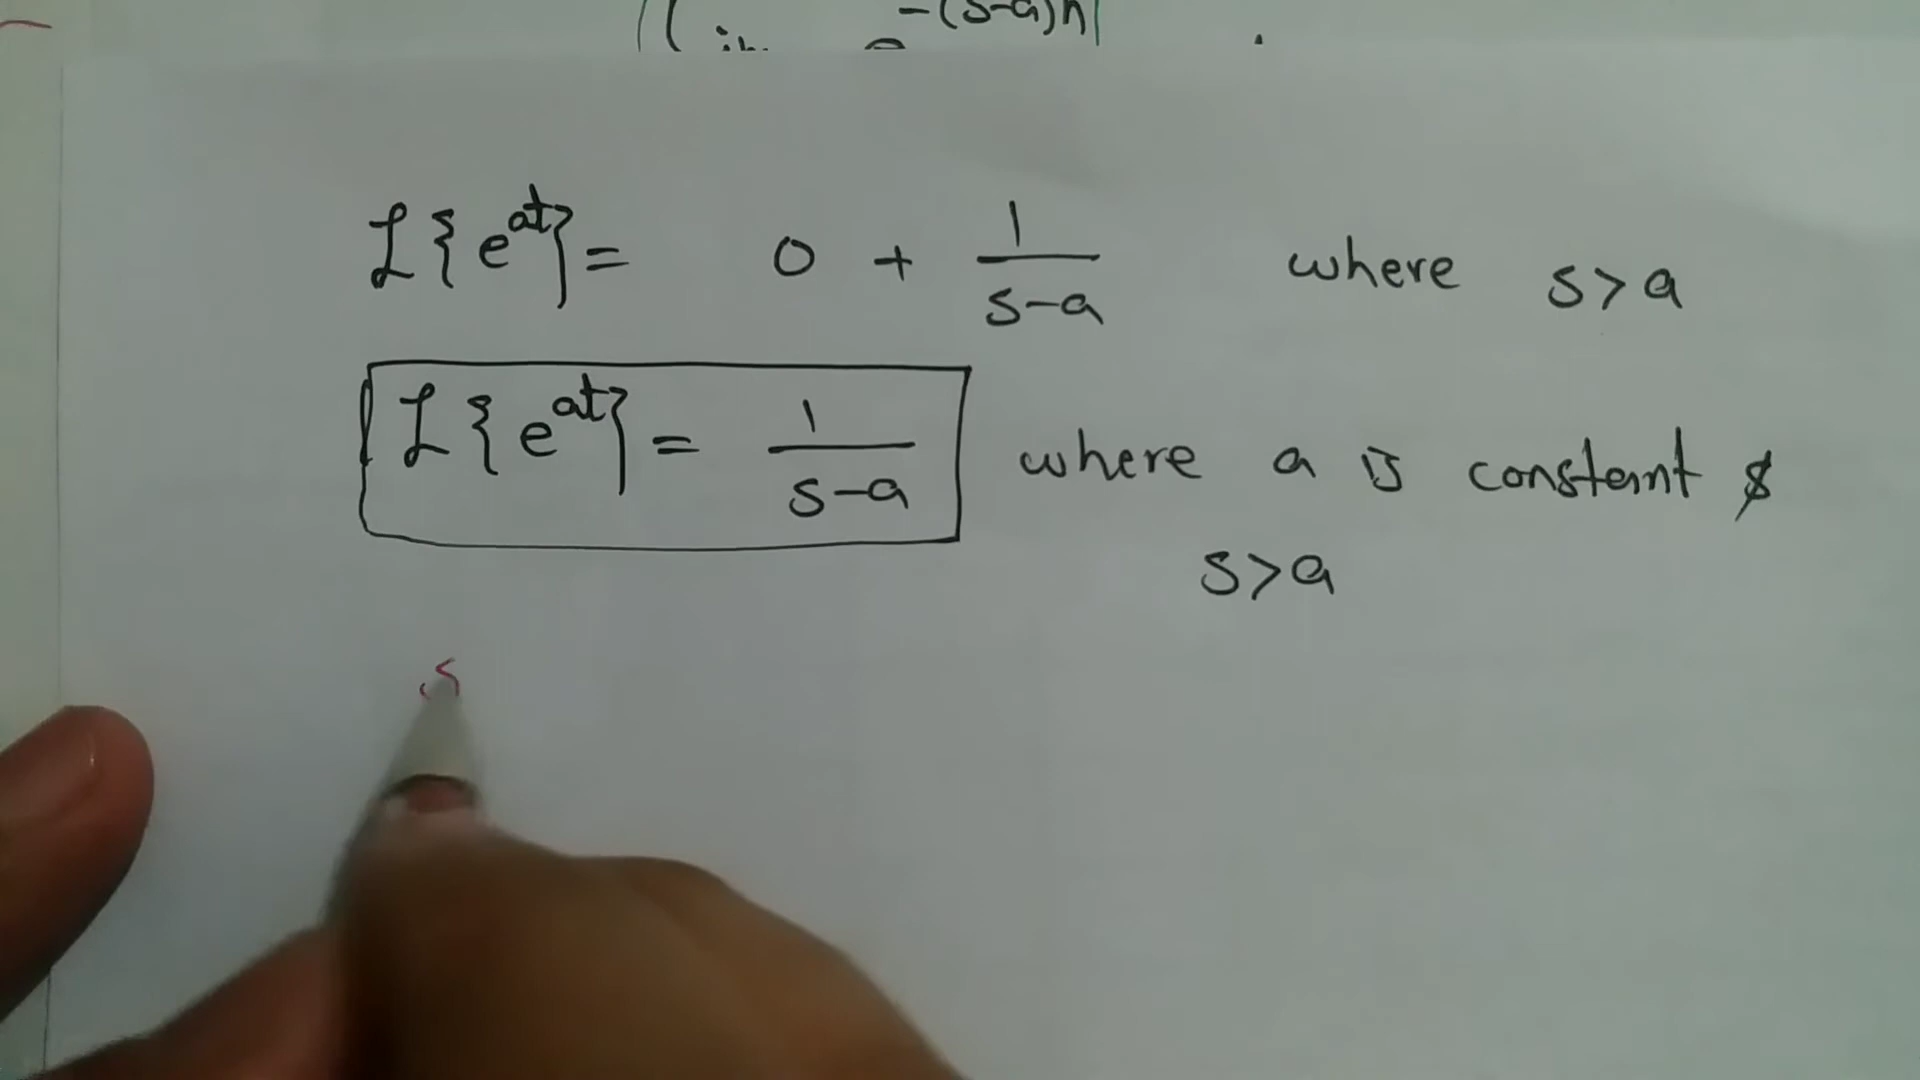 -(s-a)n
ℒ{e^{at}} = 0 + 1/(s-a) where s>a
ℒ{e^{at}} = 1/(s-a) where a is constant &
s>a
s